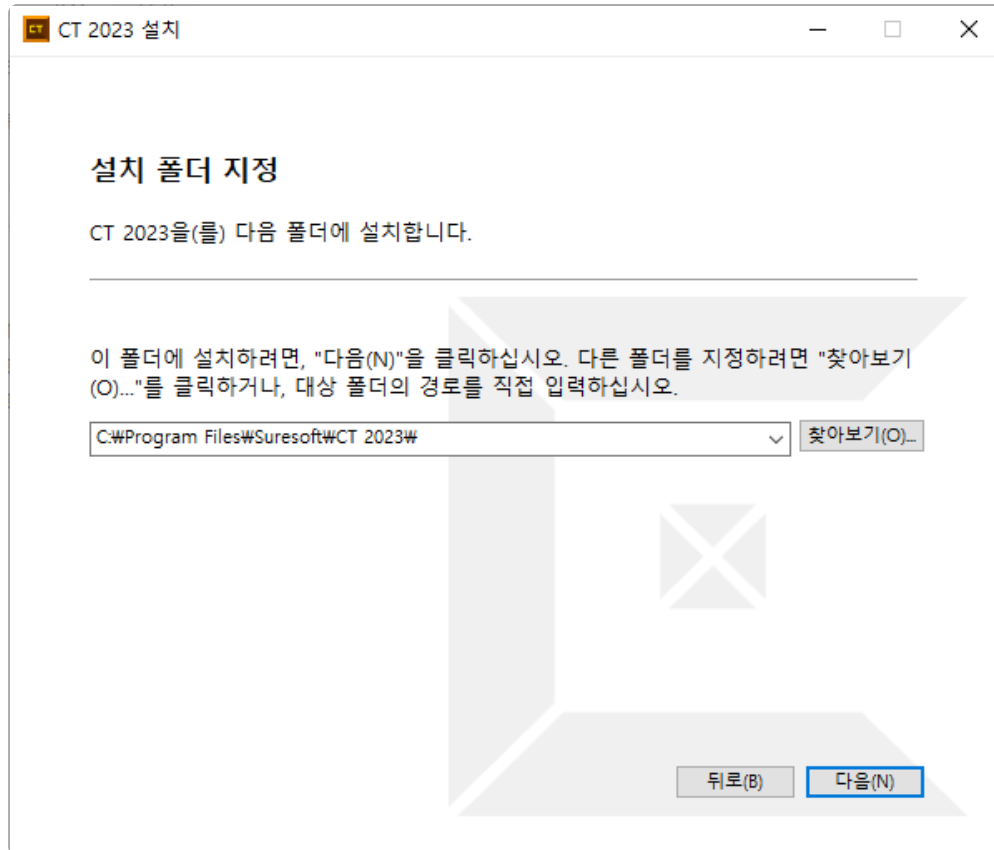 CT CT 2023 설치
설치 폴더 지정
CT 2023을(를) 다음 폴더에 설치합니다.
이 폴더에 설치하려면, "다음(N)"을 클릭하십시오. 다른 폴더를 지정하려면 "찾아보기
(O)..."를 클릭하거나, 대상 폴더의 경로를 직접 입력하십시오.
C:₩Program Files₩Suresoft₩CT 2023₩ 찾아보기(O)...
뒤로(B) 다음(N)